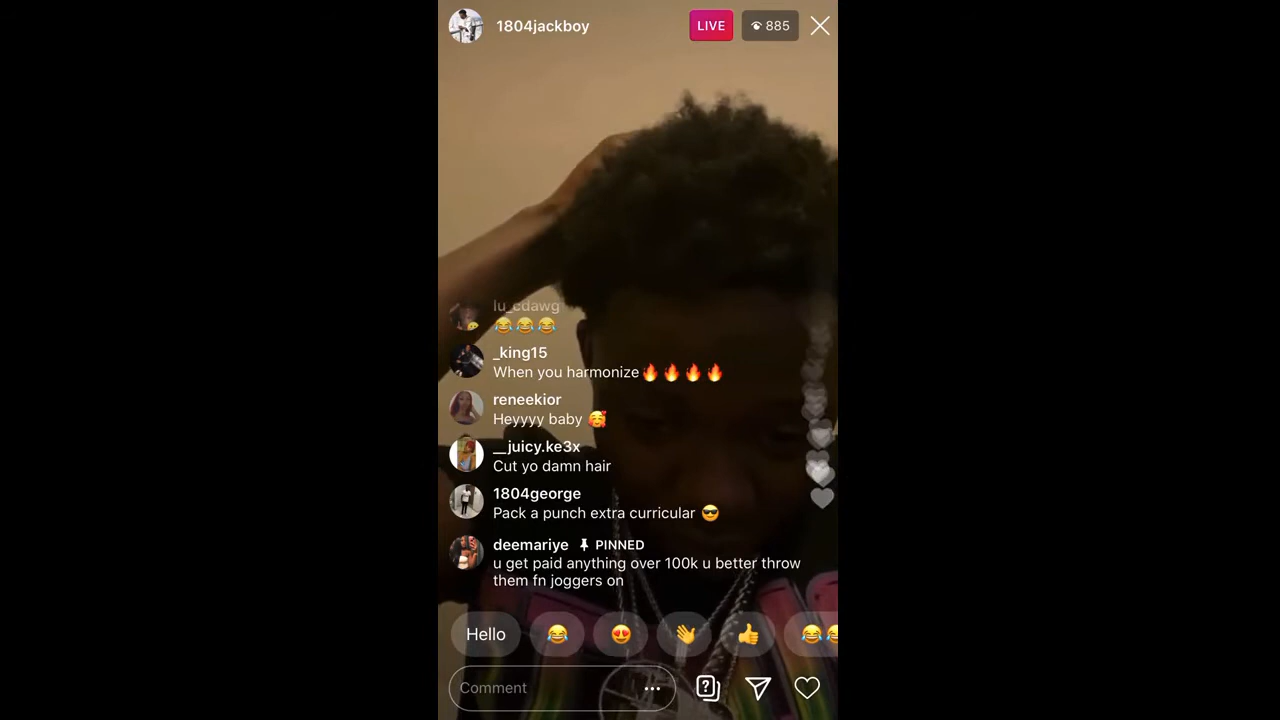 1804jackboy
LIVE
885
lu_cdawg
😂😂😂
_king15
When you harmonize🔥🔥🔥🔥
reneekior
Heyyyy baby 🥰
__juicy.ke3x
Cut yo damn hair
1804george
Pack a punch extra curricular 😎
deemariye PINNED
u get paid anything over 100k u better throw
them fn joggers on
Hello 😂 😍 👋 👍 😂😂
Comment